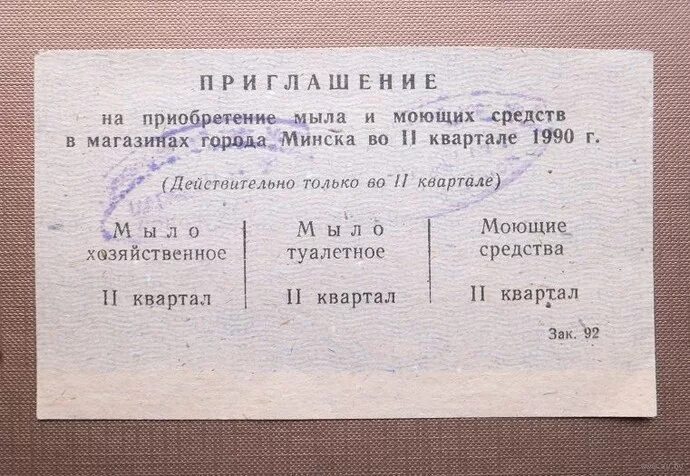 ПРИГЛАШЕНИЕ
на приобретение мыла и моющих средств
в магазинах города Минска во II квартале 1990 г.
(Действительно только во II квартале)
Мыло хозяйственное
II квартал
Мыло туалетное
II квартал
Моющие средства
II квартал
Зак. 92